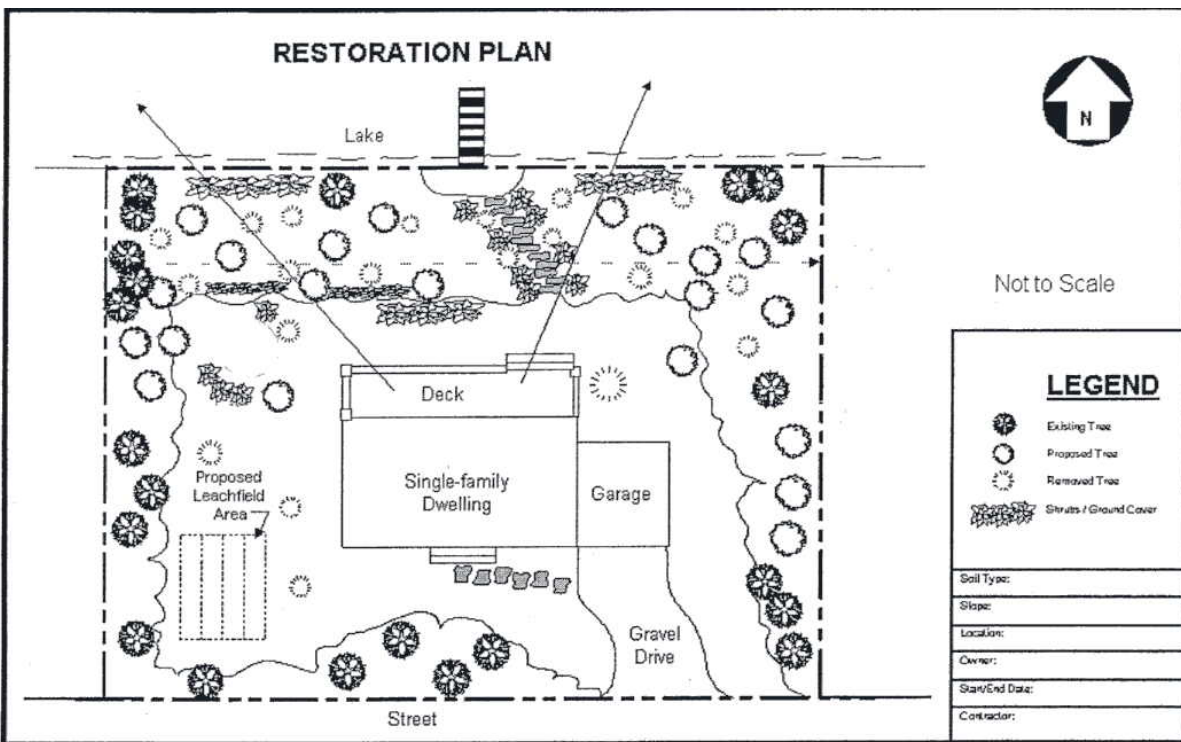 RESTORATION PLAN
N
Lake
Not to Scale
Deck
Single-family
Dwelling
Garage
Proposed
Leachfield
Area
Gravel
Drive
Street
LEGEND
Existing Tree
Proposed Tree
Removed Tree
Shrubs / Ground Cover
Soil Type:
Slope:
Location:
Owner:
Start/End Date:
Contractor: